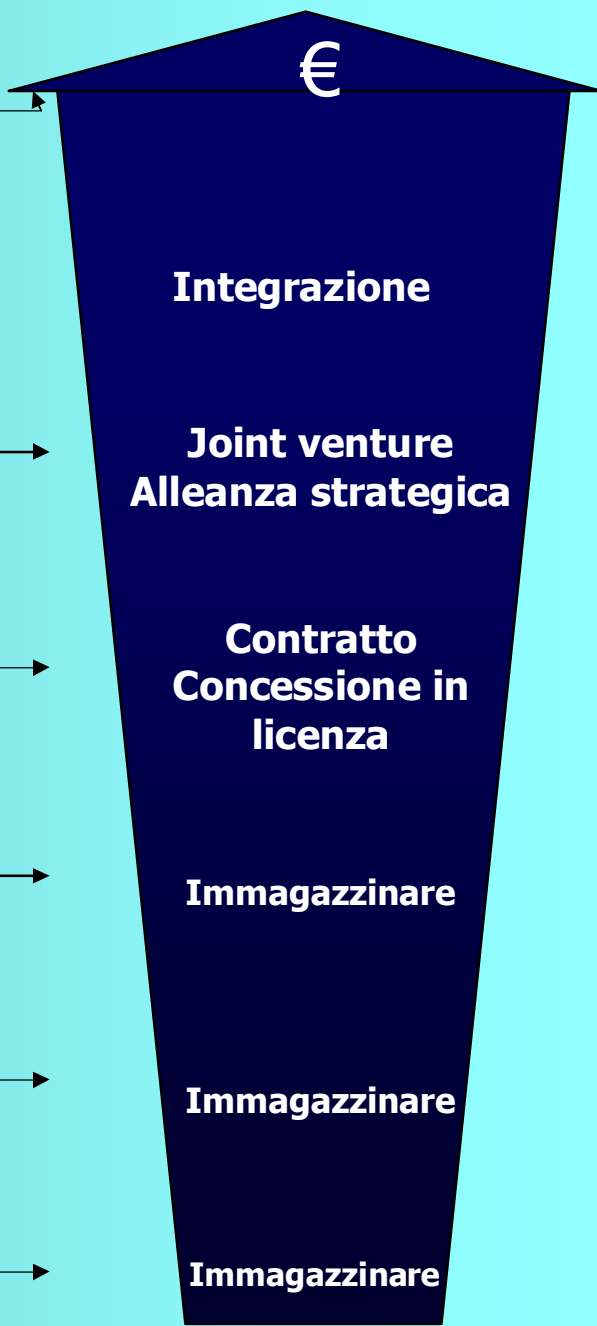 €
Integrazione
Joint venture
Alleanza strategica
Contratto
Concessione in
licenza
Immagazzinare
Immagazzinare
Immagazzinare